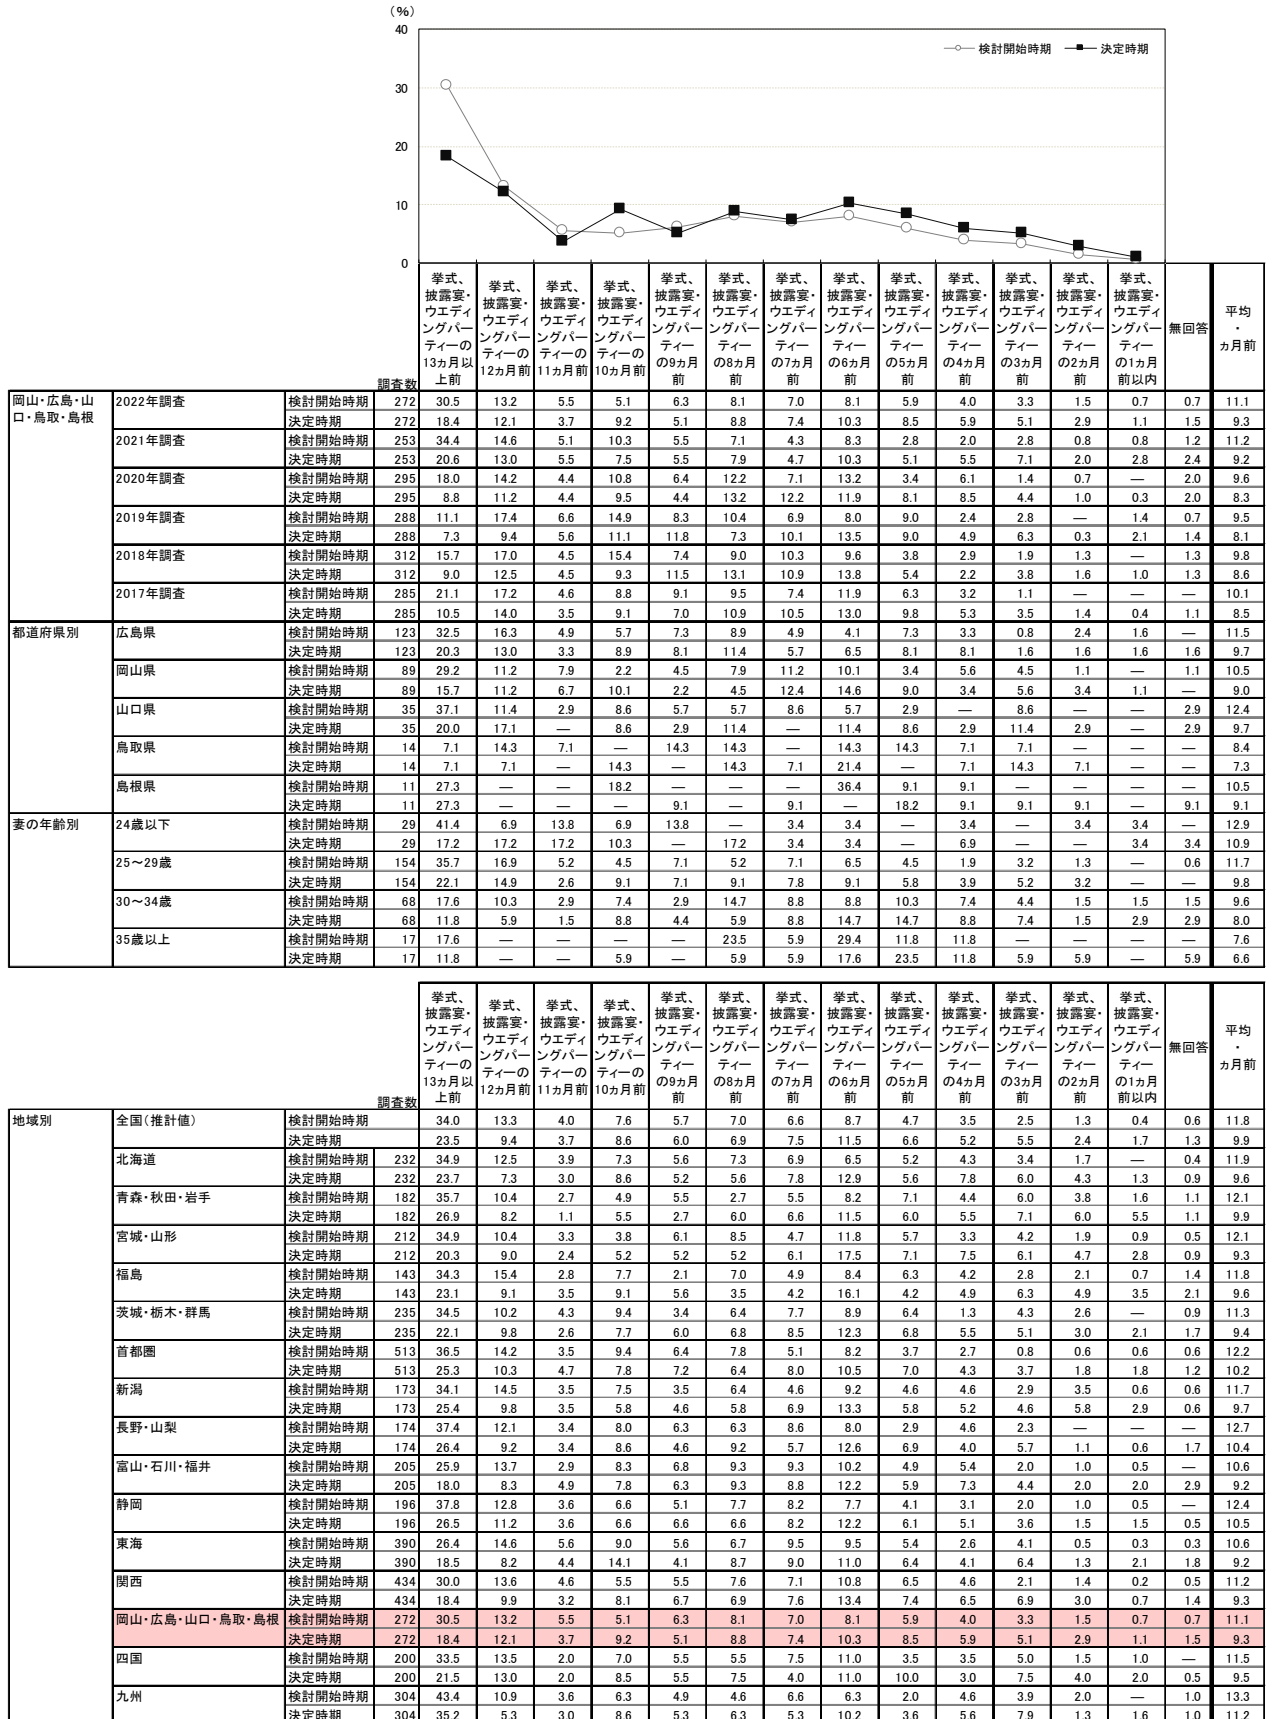 （%）
40
30
20
10
0
検討開始時期 決定時期
調査数 挙式、披露宴・ウエディングパーティーの13ヵ月以上前 挙式、披露宴・ウエディングパーティーの12ヵ月前 挙式、披露宴・ウエディングパーティーの11ヵ月前 挙式、披露宴・ウエディングパーティーの10ヵ月前 挙式、披露宴・ウエディングパーティーの9ヵ月前 挙式、披露宴・ウエディングパーティーの8ヵ月前 挙式、披露宴・ウエディングパーティーの7ヵ月前 挙式、披露宴・ウエディングパーティーの6ヵ月前 挙式、披露宴・ウエディングパーティーの5ヵ月前 挙式、披露宴・ウエディングパーティーの4ヵ月前 挙式、披露宴・ウエディングパーティーの3ヵ月前 挙式、披露宴・ウエディングパーティーの2ヵ月前 挙式、披露宴・ウエディングパーティーの1ヵ月前以内 無回答 平均・ヵ月前
岡山・広島・山口・鳥取・島根 2022年調査 検討開始時期 272 30.5 13.2 5.5 5.1 6.3 8.1 7.0 8.1 5.9 4.0 3.3 1.5 0.7 0.7 11.1
決定時期 272 18.4 12.1 3.7 9.2 5.1 8.8 7.4 10.3 8.5 5.9 5.1 2.9 1.1 1.5 9.3
2021年調査 検討開始時期 253 34.4 14.6 5.1 10.3 5.5 7.1 4.3 8.3 2.8 2.0 2.8 0.8 0.8 1.2 11.2
決定時期 253 20.6 13.0 5.5 7.5 5.5 7.9 4.7 10.3 5.1 5.5 7.1 2.0 2.8 2.4 9.2
2020年調査 検討開始時期 295 18.0 14.2 4.4 10.8 6.4 12.2 7.1 13.2 3.4 6.1 1.4 0.7 — 2.0 9.6
決定時期 295 8.8 11.2 4.4 9.5 4.4 13.2 12.2 11.9 8.1 8.5 4.4 1.0 0.3 2.0 8.3
2019年調査 検討開始時期 288 11.1 17.4 6.6 14.9 8.3 10.4 6.9 8.0 9.0 2.4 2.8 — 1.4 0.7 9.5
決定時期 288 7.3 9.4 5.6 11.1 11.8 7.3 10.1 13.5 9.0 4.9 6.3 0.3 2.1 1.4 8.1
2018年調査 検討開始時期 312 15.7 17.0 4.5 15.4 7.4 9.0 10.3 9.6 3.8 2.9 1.9 1.3 — 1.3 9.8
決定時期 312 9.0 12.5 4.5 9.3 11.5 13.1 10.9 13.8 5.4 2.2 3.8 1.6 1.0 1.3 8.6
2017年調査 検討開始時期 285 21.1 17.2 4.6 8.8 9.1 9.5 7.4 11.9 6.3 3.2 1.1 — — — 10.1
決定時期 285 10.5 14.0 3.5 9.1 7.0 10.9 10.5 13.0 9.8 5.3 3.5 1.4 0.4 1.1 8.5
都道府県別 広島県 検討開始時期 123 32.5 16.3 4.9 5.7 7.3 8.9 4.9 4.1 7.3 3.3 0.8 2.4 1.6 — 11.5
決定時期 123 20.3 13.0 3.3 8.9 8.1 11.4 5.7 6.5 8.1 8.1 1.6 1.6 1.6 1.6 9.7
岡山県 検討開始時期 89 29.2 11.2 7.9 2.2 4.5 7.9 11.2 10.1 3.4 5.6 4.5 1.1 — 1.1 10.5
決定時期 89 15.7 11.2 6.7 10.1 2.2 4.5 12.4 14.6 9.0 3.4 5.6 3.4 1.1 — 9.0
山口県 検討開始時期 35 37.1 11.4 2.9 8.6 5.7 5.7 8.6 5.7 2.9 — 8.6 — — 2.9 12.4
決定時期 35 20.0 17.1 — 8.6 2.9 11.4 — 11.4 8.6 2.9 11.4 2.9 — 2.9 9.7
鳥取県 検討開始時期 14 7.1 14.3 7.1 — 14.3 14.3 — 14.3 14.3 7.1 7.1 — — — 8.4
決定時期 14 7.1 7.1 — 14.3 — 14.3 7.1 21.4 — 7.1 14.3 7.1 — — 7.3
島根県 検討開始時期 11 27.3 — — 18.2 — — — 36.4 9.1 9.1 — — — — 10.5
決定時期 11 27.3 — — — 9.1 — 9.1 — 18.2 9.1 9.1 9.1 — 9.1 9.1
妻の年齢別 24歳以下 検討開始時期 29 41.4 6.9 13.8 6.9 13.8 — 3.4 3.4 — 3.4 — 3.4 3.4 — 12.9
決定時期 29 17.2 17.2 17.2 10.3 — 17.2 3.4 3.4 — 6.9 — — 3.4 3.4 10.9
25～29歳 検討開始時期 154 35.7 16.9 5.2 4.5 7.1 5.2 7.1 6.5 4.5 1.9 3.2 1.3 — 0.6 11.7
決定時期 154 22.1 14.9 2.6 9.1 7.1 9.1 7.8 9.1 5.8 3.9 5.2 3.2 — — 9.8
30～34歳 検討開始時期 68 17.6 10.3 2.9 7.4 2.9 14.7 8.8 8.8 10.3 7.4 4.4 1.5 1.5 1.5 9.6
決定時期 68 11.8 5.9 1.5 8.8 4.4 5.9 8.8 14.7 14.7 8.8 7.4 1.5 2.9 2.9 8.0
35歳以上 検討開始時期 17 17.6 — — — — 23.5 5.9 29.4 11.8 11.8 — — — — 7.6
決定時期 17 11.8 — — 5.9 — 5.9 5.9 17.6 23.5 11.8 5.9 5.9 — 5.9 6.6
調査数 挙式、披露宴・ウエディングパーティーの13ヵ月以上前 挙式、披露宴・ウエディングパーティーの12ヵ月前 挙式、披露宴・ウエディングパーティーの11ヵ月前 挙式、披露宴・ウエディングパーティーの10ヵ月前 挙式、披露宴・ウエディングパーティーの9ヵ月前 挙式、披露宴・ウエディングパーティーの8ヵ月前 挙式、披露宴・ウエディングパーティーの7ヵ月前 挙式、披露宴・ウエディングパーティーの6ヵ月前 挙式、披露宴・ウエディングパーティーの5ヵ月前 挙式、披露宴・ウエディングパーティーの4ヵ月前 挙式、披露宴・ウエディングパーティーの3ヵ月前 挙式、披露宴・ウエディングパーティーの2ヵ月前 挙式、披露宴・ウエディングパーティーの1ヵ月前以内 無回答 平均・ヵ月前
地域別 全国（推計値） 検討開始時期 34.0 13.3 4.0 7.6 5.7 7.0 6.6 8.7 4.7 3.5 2.5 1.3 0.4 0.6 11.8
決定時期 23.5 9.4 3.7 8.6 6.0 6.9 7.5 11.5 6.6 5.2 5.5 2.4 1.7 1.3 9.9
北海道 検討開始時期 232 34.9 12.5 3.9 7.3 5.6 7.3 6.9 6.5 5.2 4.3 3.4 1.7 — 0.4 11.9
決定時期 232 23.7 7.3 3.0 8.6 5.2 5.6 7.8 12.9 5.6 7.8 6.0 4.3 1.3 0.9 9.6
青森・秋田・岩手 検討開始時期 182 35.7 10.4 2.7 4.9 5.5 2.7 5.5 8.2 7.1 4.4 6.0 3.8 1.6 1.1 12.1
決定時期 182 26.9 8.2 1.1 5.5 2.7 6.0 6.6 11.5 6.0 5.5 7.1 6.0 5.5 1.1 9.9
宮城・山形 検討開始時期 212 34.9 10.4 3.3 3.8 6.1 8.5 4.7 11.8 5.7 3.3 4.2 1.9 0.9 0.5 12.1
決定時期 212 20.3 9.0 2.4 5.2 5.2 5.2 6.1 17.5 7.1 7.5 6.1 4.7 2.8 0.9 9.3
福島 検討開始時期 143 34.3 15.4 2.8 7.7 2.1 7.0 4.9 8.4 6.3 4.2 2.8 2.1 0.7 1.4 11.8
決定時期 143 23.1 9.1 3.5 9.1 5.6 3.5 4.2 16.1 4.2 4.9 6.3 4.9 3.5 2.1 9.6
茨城・栃木・群馬 検討開始時期 235 34.5 10.2 4.3 9.4 3.4 6.4 7.7 8.9 6.4 1.3 4.3 2.6 — 0.9 11.3
決定時期 235 22.1 9.8 2.6 7.7 6.0 6.8 8.5 12.3 6.8 5.5 5.1 3.0 2.1 1.7 9.4
首都圏 検討開始時期 513 36.5 14.2 3.5 9.4 6.4 7.8 5.1 8.2 3.7 2.7 0.8 0.6 0.6 0.6 12.2
決定時期 513 25.3 10.3 4.7 7.8 7.2 6.4 8.0 10.5 7.0 4.3 3.7 1.8 1.8 1.2 10.2
新潟 検討開始時期 173 34.1 14.5 3.5 7.5 3.5 6.4 4.6 9.2 4.6 4.6 2.9 3.5 0.6 0.6 11.7
決定時期 173 25.4 9.8 3.5 5.8 4.6 5.8 6.9 13.3 5.8 5.2 4.6 5.8 2.9 0.6 9.7
長野・山梨 検討開始時期 174 37.4 12.1 3.4 8.0 6.3 6.3 8.6 8.0 2.9 4.6 2.3 — — — 12.7
決定時期 174 26.4 9.2 3.4 8.6 4.6 9.2 5.7 12.6 6.9 4.0 5.7 1.1 0.6 1.7 10.4
富山・石川・福井 検討開始時期 205 25.9 13.7 2.9 8.3 6.8 9.3 9.3 10.2 4.9 5.4 2.0 1.0 0.5 — 10.6
決定時期 205 18.0 8.3 4.9 7.8 6.3 9.3 8.8 12.2 5.9 7.3 4.4 2.0 2.0 2.9 9.2
静岡 検討開始時期 196 37.8 12.8 3.6 6.6 5.1 7.7 8.2 7.7 4.1 3.1 2.0 1.0 0.5 — 12.4
決定時期 196 26.5 11.2 3.6 6.6 6.6 6.6 8.2 12.2 6.1 5.1 3.6 1.5 1.5 0.5 10.5
東海 検討開始時期 390 26.4 14.6 5.6 9.0 5.6 6.7 9.5 9.5 5.4 2.6 4.1 0.5 0.3 0.3 10.6
決定時期 390 18.5 8.2 4.4 14.1 4.1 8.7 9.0 11.0 6.4 4.1 6.4 1.3 2.1 1.8 9.2
関西 検討開始時期 434 30.0 13.6 4.6 5.5 5.5 7.6 7.1 10.8 6.5 4.6 2.1 1.4 0.2 0.5 11.2
決定時期 434 18.4 9.9 3.2 8.1 6.7 6.9 7.6 13.4 7.4 6.5 6.9 3.0 0.7 1.4 9.3
岡山・広島・山口・鳥取・島根 検討開始時期 272 30.5 13.2 5.5 5.1 6.3 8.1 7.0 8.1 5.9 4.0 3.3 1.5 0.7 0.7 11.1
決定時期 272 18.4 12.1 3.7 9.2 5.1 8.8 7.4 10.3 8.5 5.9 5.1 2.9 1.1 1.5 9.3
四国 検討開始時期 200 33.5 13.5 2.0 7.0 5.5 5.5 7.5 11.0 3.5 3.5 5.0 1.5 1.0 — 11.5
決定時期 200 21.5 13.0 2.0 8.5 5.5 7.5 4.0 11.0 10.0 3.0 7.5 4.0 2.0 0.5 9.5
九州 検討開始時期 304 43.4 10.9 3.6 6.3 4.9 4.6 6.6 6.3 2.0 4.6 3.9 2.0 — 1.0 13.3
決定時期 304 35.2 5.3 3.0 8.6 5.3 6.3 5.3 10.2 3.6 5.6 7.9 1.3 1.6 1.0 11.2